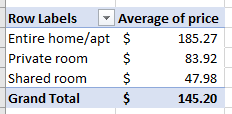 Row Labels Average of price
Entire home/apt $ 185.27
Private room $ 83.92
Shared room $ 47.98
Grand Total $ 145.20